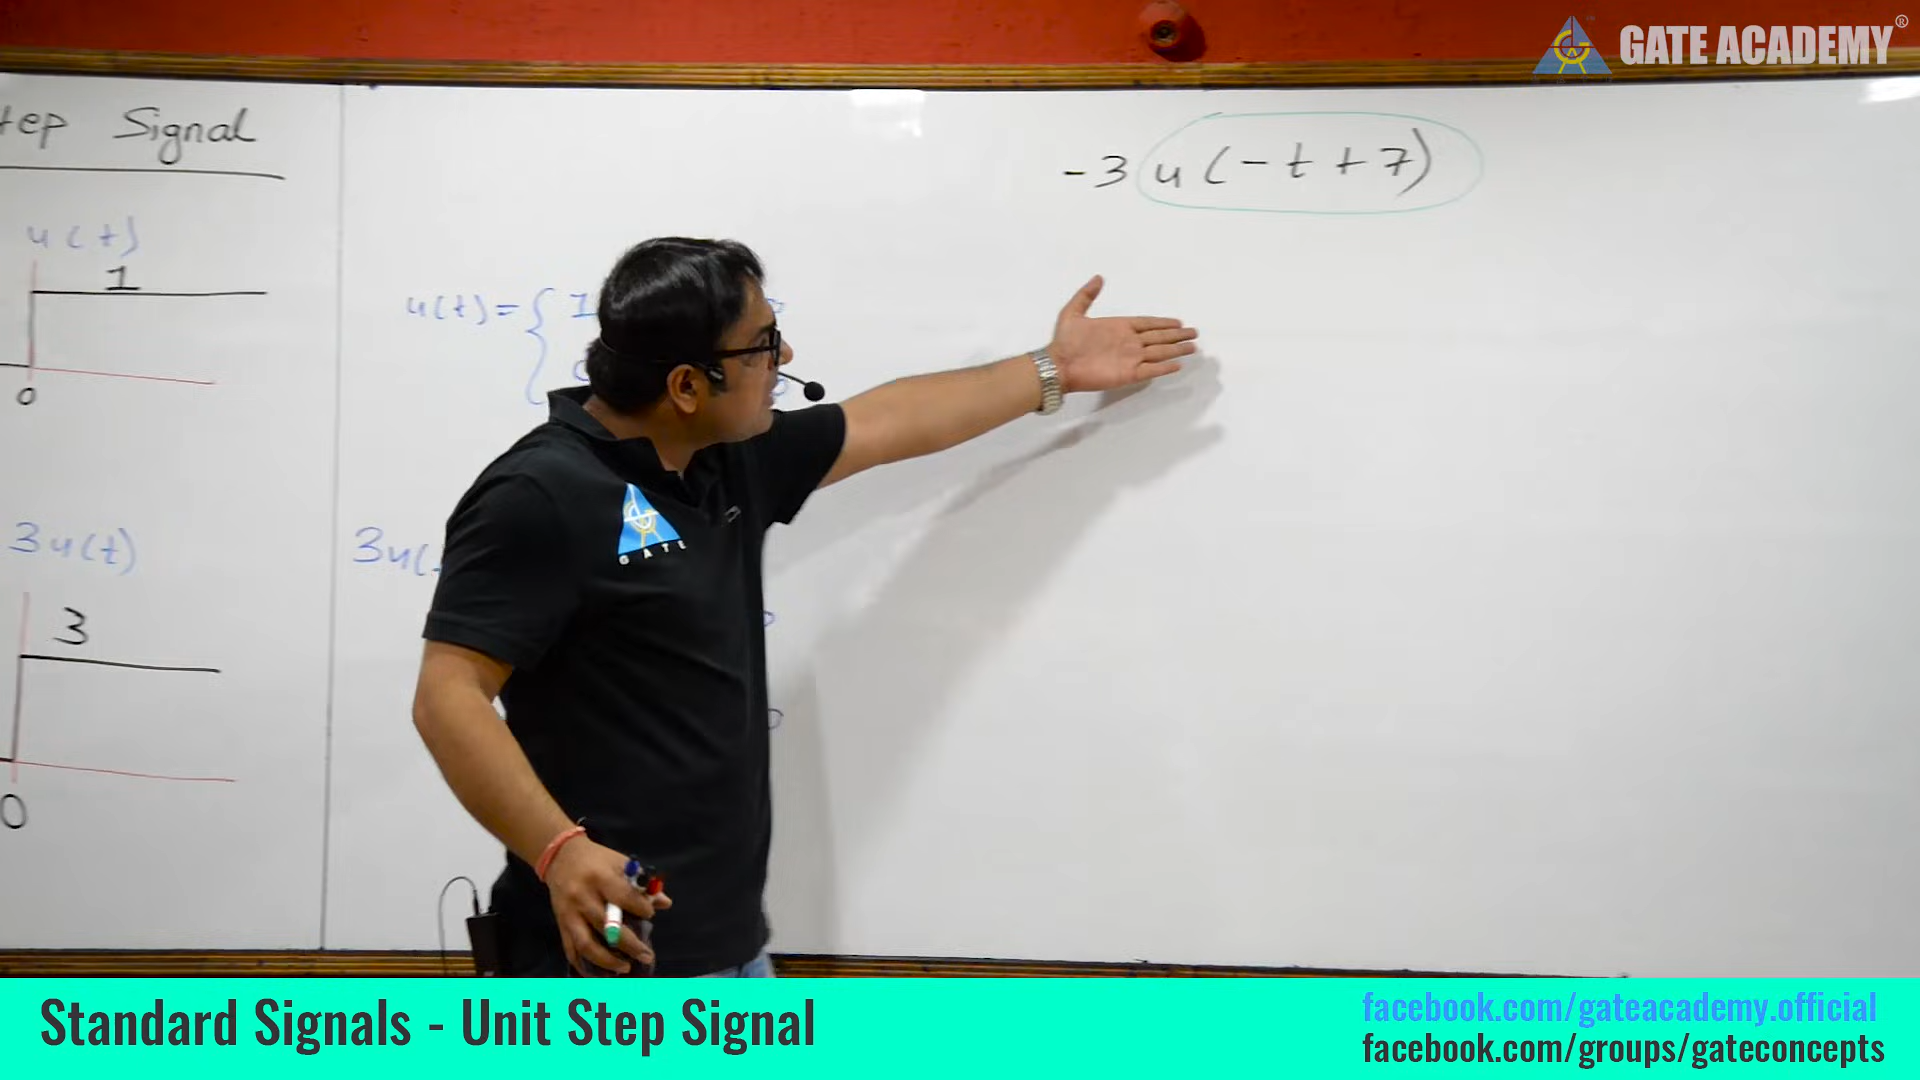 GATE ACADEMY®
Signal
-3 u(-t+7)
u(t)
1
0
u(t) = { 1
3u(t)
3
0
3u(
GATE
Standard Signals - Unit Step Signal
facebook.com/gateacademy.official
facebook.com/groups/gateconcepts